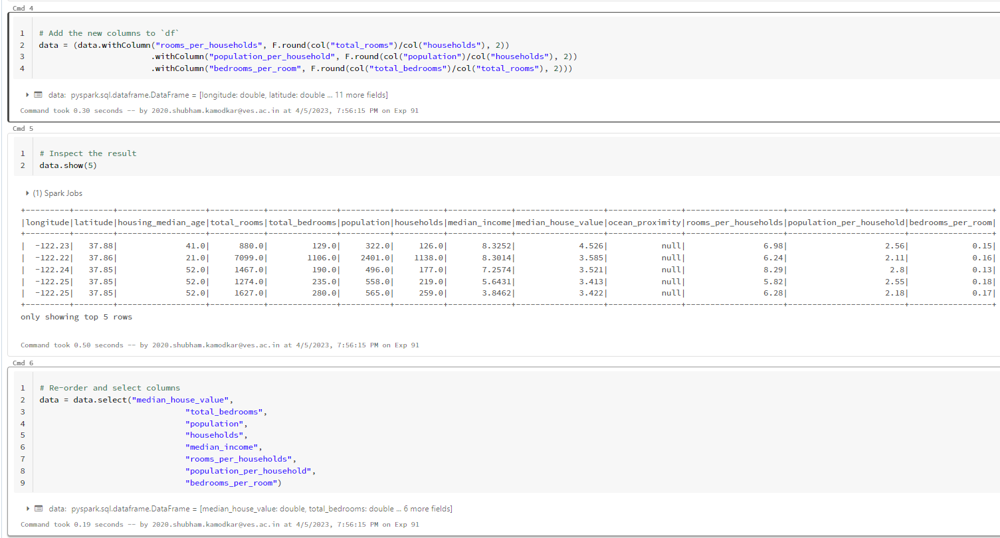 Cmd 4
1 # Add the new columns to `df`
2 data = (data.withColumn("rooms_per_households", F.round(col("total_rooms")/col("households"), 2))
3 .withColumn("population_per_household", F.round(col("population")/col("households"), 2))
4 .withColumn("bedrooms_per_room", F.round(col("total_bedrooms")/col("total_rooms"), 2)))
data: pyspark.sql.dataframe.DataFrame = [longitude: double, latitude: double ... 11 more fields]
Command took 0.30 seconds -- by 2020.shubham.kamodkar@ves.ac.in at 4/5/2023, 7:56:15 PM on Exp 91
Cmd 5
1 # Inspect the result
2 data.show(5)
(1) Spark Jobs
+---------+--------+------------------+-----------+--------------+----------+----------+-------------+------------------+---------------+--------------------+------------------------+-----------------+
|longitude|latitude|housing_median_age|total_rooms|total_bedrooms|population|households|median_income|median_house_value|ocean_proximity|rooms_per_households|population_per_household|bedrooms_per_room|
+---------+--------+------------------+-----------+--------------+----------+----------+-------------+------------------+---------------+--------------------+------------------------+-----------------+
| -122.23| 37.88| 41.0| 880.0| 129.0| 322.0| 126.0| 8.3252| 4.526| null| 6.98| 2.56| 0.15|
| -122.22| 37.86| 21.0| 7099.0| 1106.0| 2401.0| 1138.0| 8.3014| 3.585| null| 6.24| 2.11| 0.16|
| -122.24| 37.85| 52.0| 1467.0| 190.0| 496.0| 177.0| 7.2574| 3.521| null| 8.29| 2.8| 0.13|
| -122.25| 37.85| 52.0| 1274.0| 235.0| 558.0| 219.0| 5.6431| 3.413| null| 5.82| 2.55| 0.18|
| -122.25| 37.85| 52.0| 1627.0| 280.0| 565.0| 259.0| 3.8462| 3.422| null| 6.28| 2.18| 0.17|
+---------+--------+------------------+-----------+--------------+----------+----------+-------------+------------------+---------------+--------------------+------------------------+-----------------+
only showing top 5 rows
Command took 0.50 seconds -- by 2020.shubham.kamodkar@ves.ac.in at 4/5/2023, 7:56:15 PM on Exp 91
Cmd 6
1 # Re-order and select columns
2 data = data.select("median_house_value",
3 "total_bedrooms",
4 "population",
5 "households",
6 "median_income",
7 "rooms_per_households",
8 "population_per_household",
9 "bedrooms_per_room")
data: pyspark.sql.dataframe.DataFrame = [median_house_value: double, total_bedrooms: double ... 6 more fields]
Command took 0.19 seconds -- by 2020.shubham.kamodkar@ves.ac.in at 4/5/2023, 7:56:15 PM on Exp 91